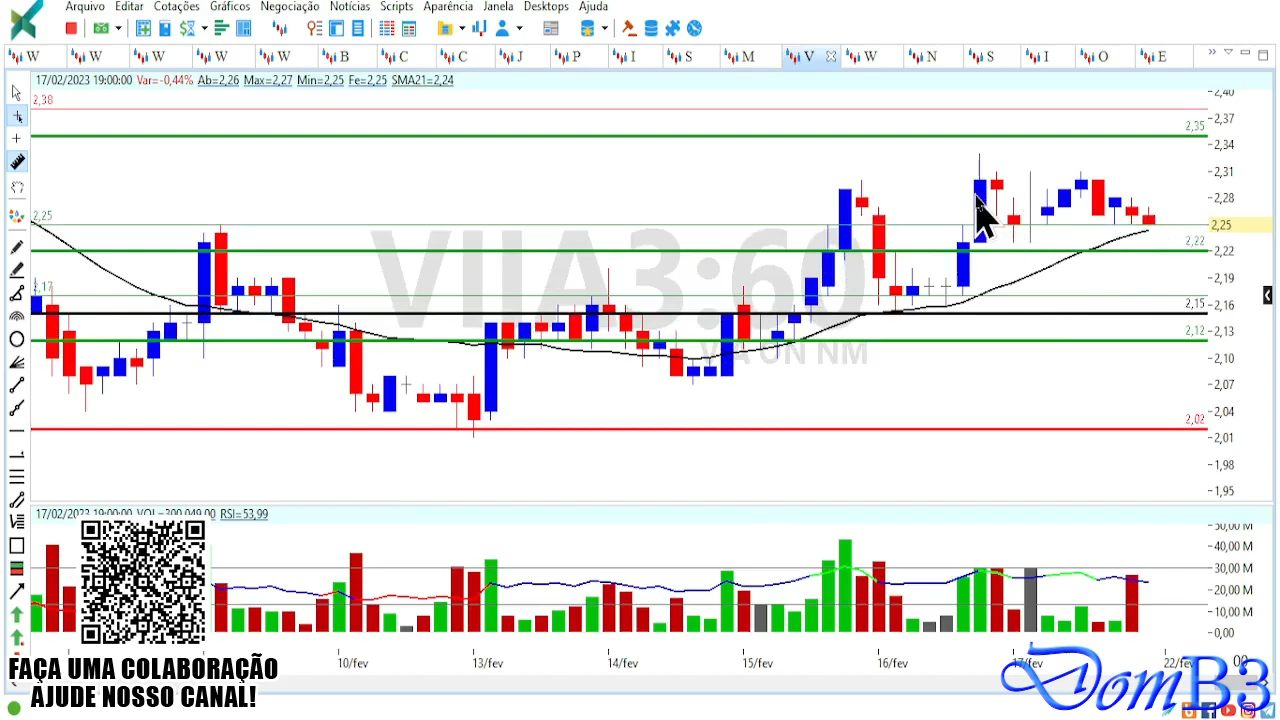 Arquivo Editar Cotações Gráficos Negociação Notícias Scripts Aparência Janela Desktops Ajuda
W W W W W B C C J P I S M V W N S I O E
17/02/2023 19:00:00 Var=-0,44% Ab=2,26 Max=2,27 Min=2,25 Fe=2,25 SMA21=2,24
2,40
2,38
2,37
2,35
2,34
2,31
2,28
2,25
2,25
2,22
2,22
2,19
2,17
2,16
2,15
2,13
2,12
2,10
2,07
2,04
2,02
2,01
1,98
1,95
VIIA3:60
VIA ON NM
17/02/2023 19:00:00 VOL=300.049,00 RSI=53,99
50,00 M
40,00 M
30,00 M
20,00 M
10,00 M
0,00
10/fev 13/fev 14/fev 15/fev 16/fev 17/fev 22/fev
FAÇA UMA COLABORAÇÃO
AJUDE NOSSO CANAL!
DomB3